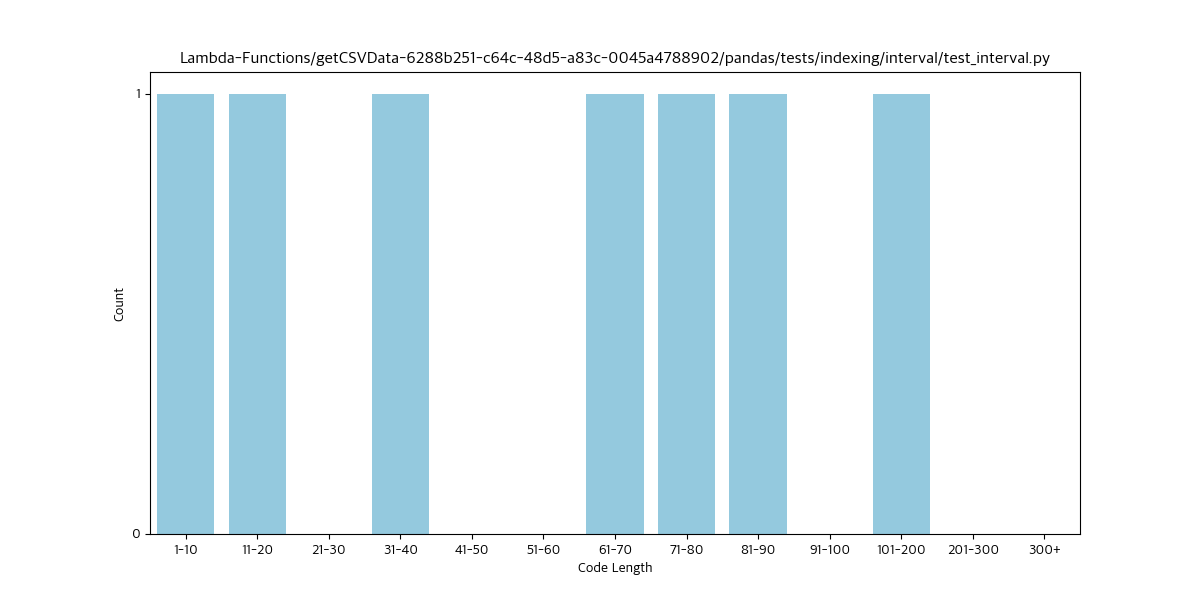 Lambda-Functions/getCSVData-6288b251-c64c-48d5-a83c-0045a4788902/pandas/tests/indexing/interval/test_interval.py
1
Count
0
1-10 11-20 21-30 31-40 41-50 51-60 61-70 71-80 81-90 91-100 101-200 201-300 300+
Code Length